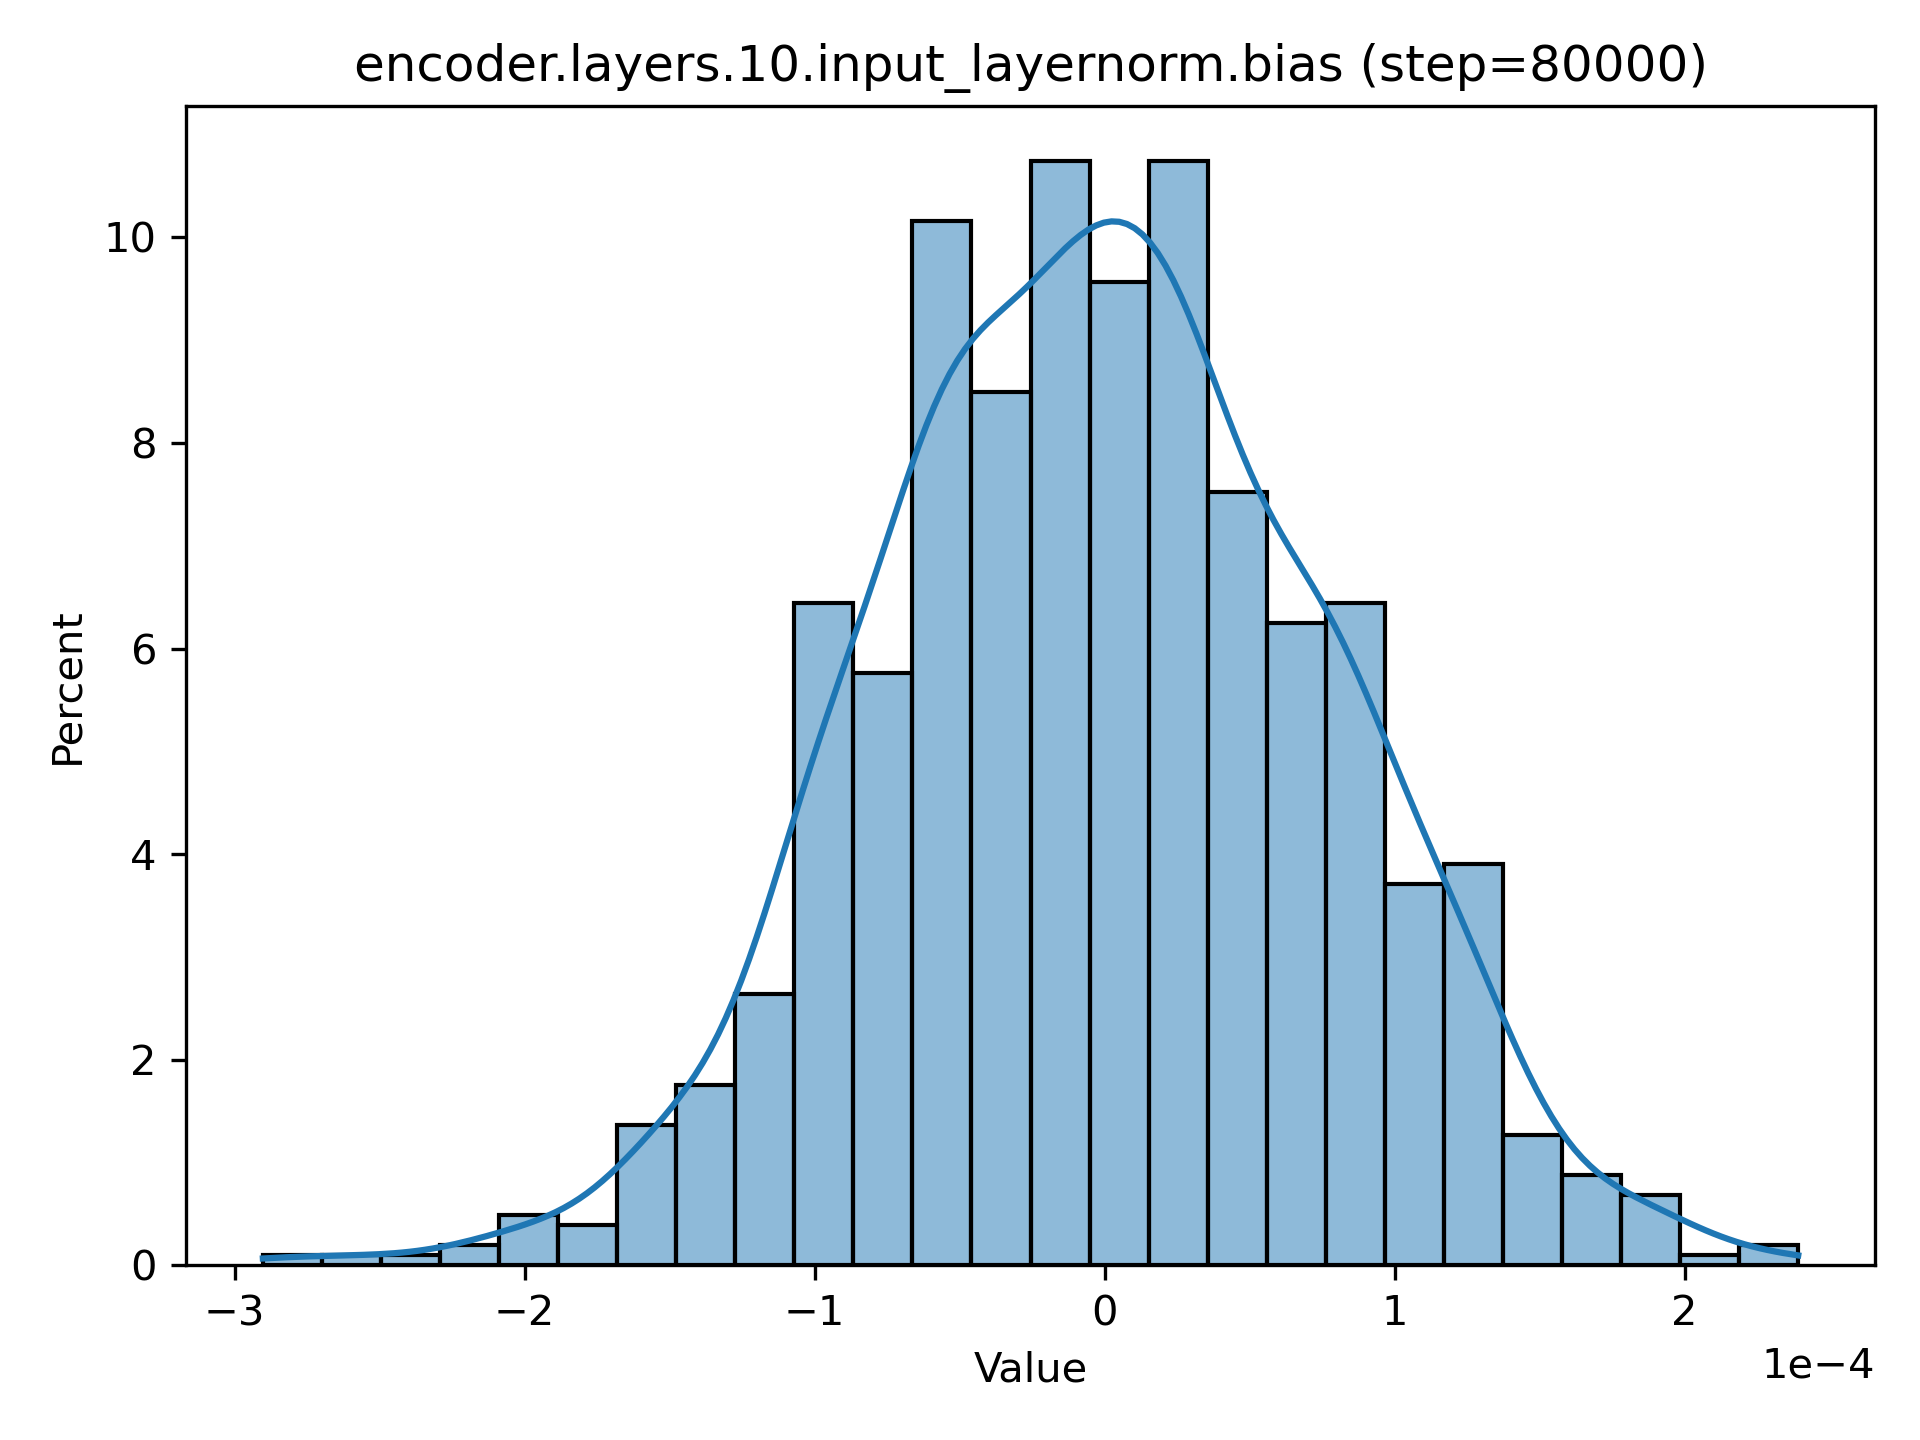 encoder.layers.10.input_layernorm.bias (step=80000)
10
8
6
4
2
0
Percent
−3 −2 −1 0 1 2
1e−4
Value